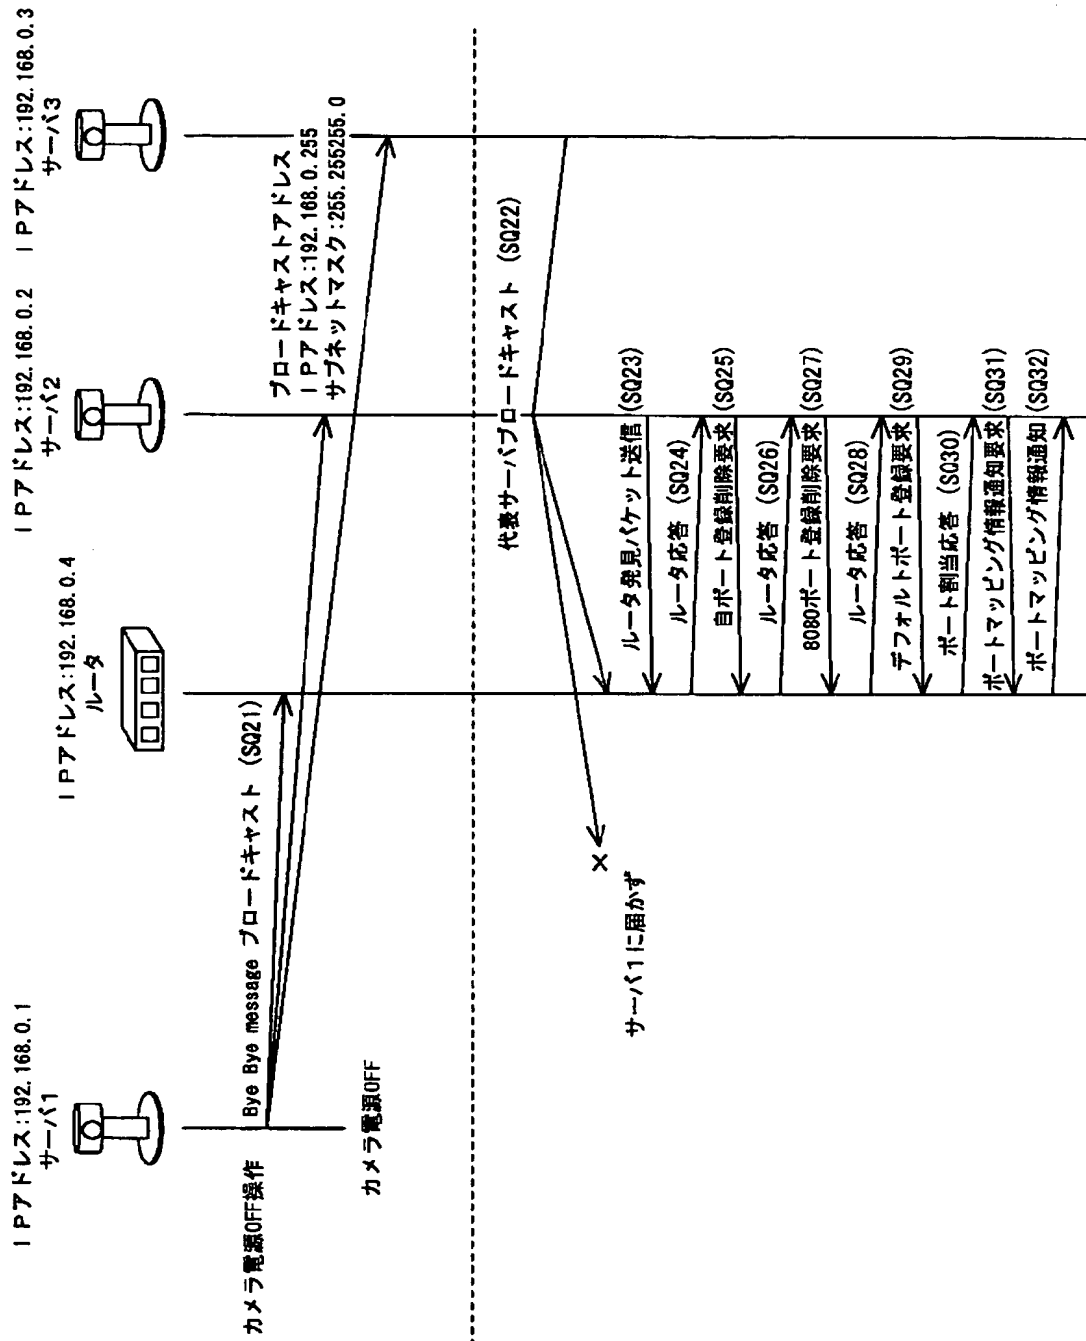 IPアドレス:192.168.0.1
サーバ1
IPアドレス:192.168.0.4
ルータ
IPアドレス:192.168.0.2
サーバ2
IPアドレス:192.168.0.3
サーバ3
カメラ電源OFF操作
Bye Bye message ブロードキャスト (SQ21)
ブロードキャストアドレス
IPアドレス:192.168.0.255
サブネットマスク:255.255255.0
カメラ電源OFF
代表サーバブロードキャスト (SQ22)
サーバ1に届かず
ルータ発見パケット送信 (SQ23)
ルータ応答 (SQ24)
自ポート登録削除要求 (SQ25)
ルータ応答 (SQ26)
8080ポート登録削除要求 (SQ27)
ルータ応答 (SQ28)
デフォルトポート登録要求 (SQ29)
ポート割当応答 (SQ30)
ポートマッピング情報通知要求 (SQ31)
ポートマッピング情報通知 (SQ32)